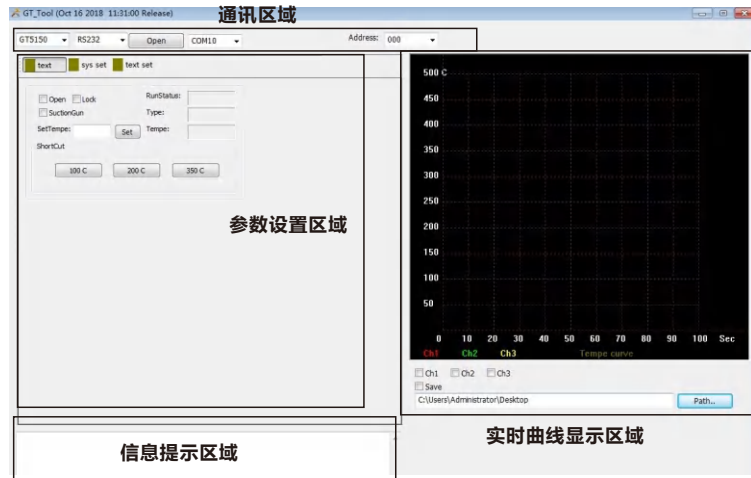 GT_Tool (Oct 16 2018 11:31:00 Release)
通讯区域
GT5150 RS232 Open COM10 Address: 000
text sys set text set
Open Lock RunStatus:
SuctionGun Type:
SetTempe: Set Tempe:
ShortCut
100 C 200 C 350 C
参数设置区域
500 C
450
400
350
300
250
200
150
100
50
0 10 20 30 40 50 60 70 80 90 100 Sec
Ch1 Ch2 Ch3 Tempe curve
Ch1 Ch2 Ch3
Save
C:\Users\Administrator\Desktop Path..
实时曲线显示区域
信息提示区域